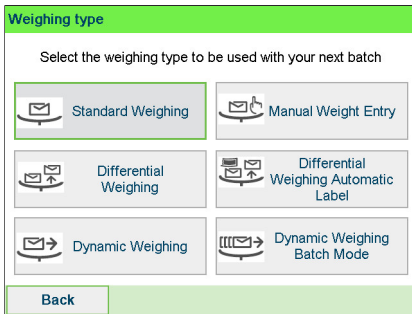 Weighing type
Select the weighing type to be used with your next batch
Standard Weighing
Manual Weight Entry
Differential
Weighing
Differential
Weighing Automatic
Label
Dynamic Weighing
Dynamic Weighing
Batch Mode
Back